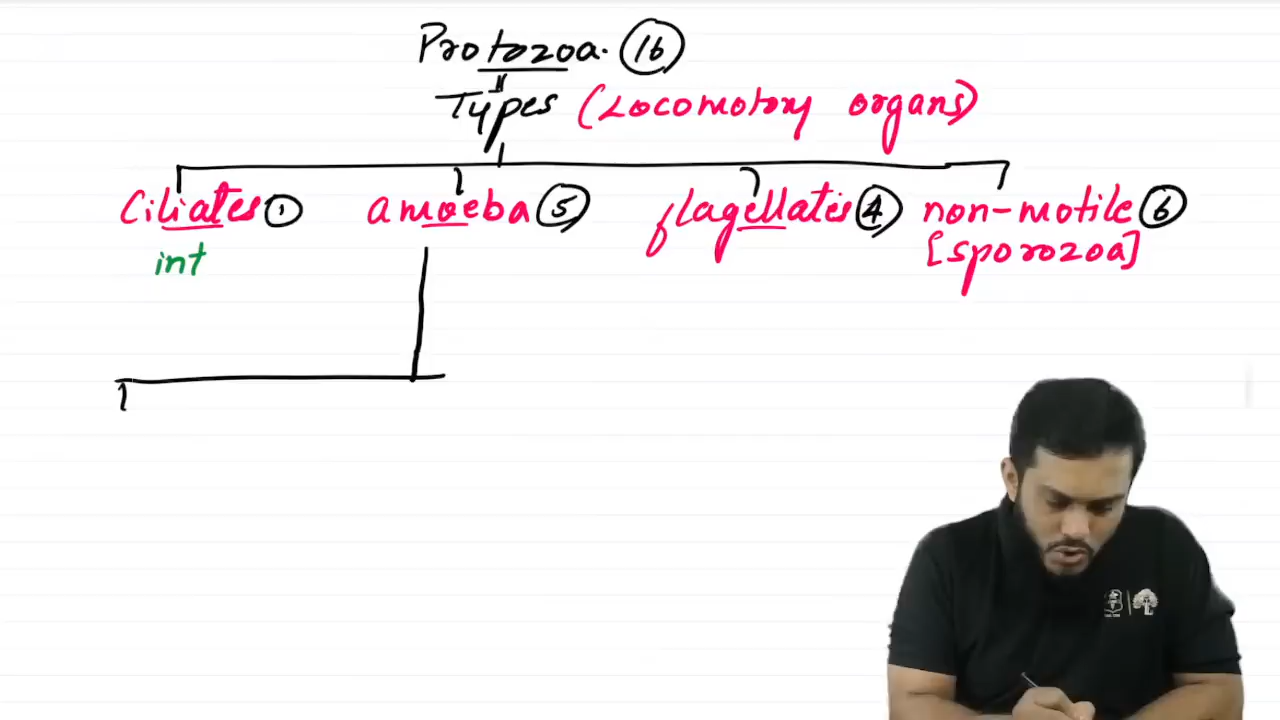 Protozoa. 16
Types (Locomotory organs)
Ciliates 1 amoeba 5 flagellates 4 non-motile 6
int [sporozoa]